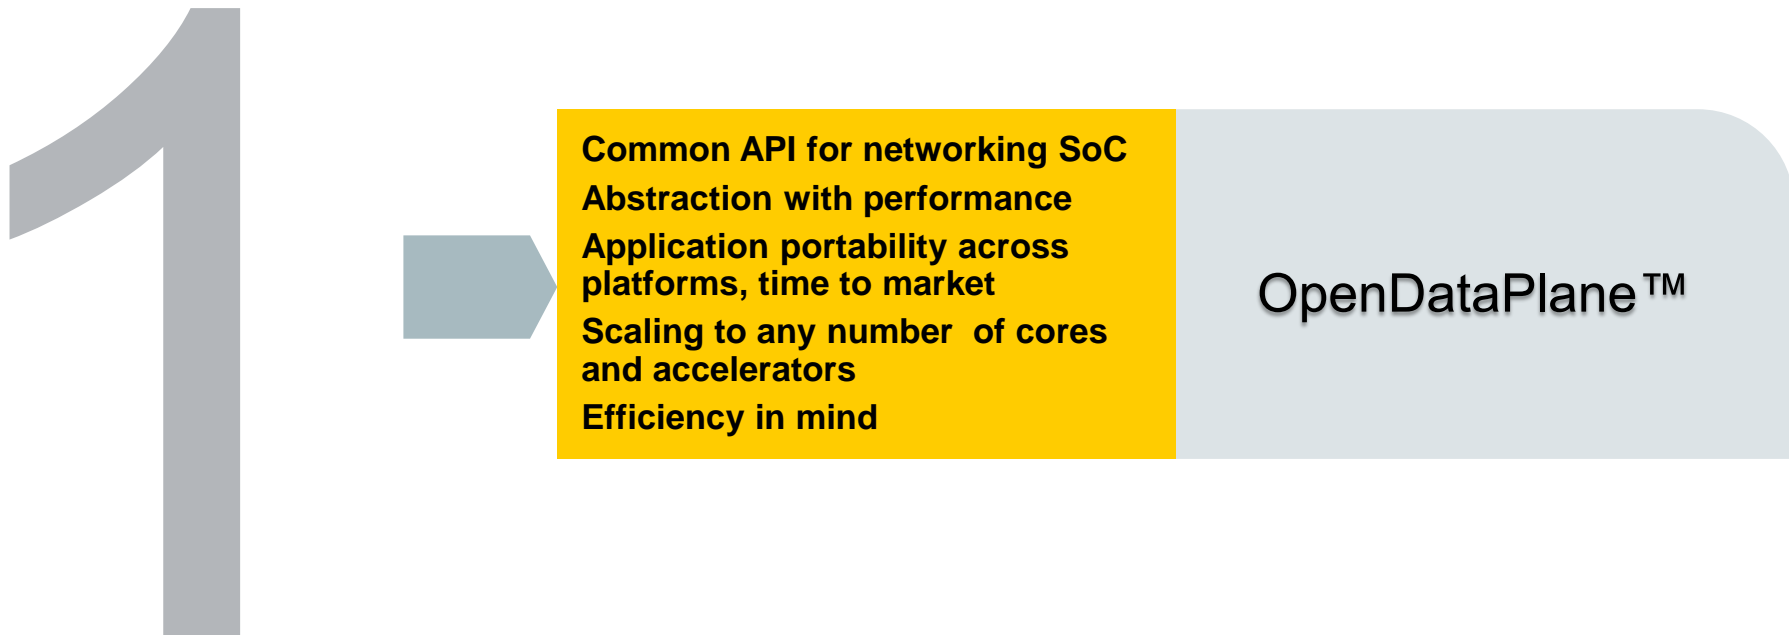 1
Common API for networking SoC
Abstraction with performance
Application portability across
platforms, time to market
Scaling to any number  of cores
and accelerators
Efficiency in mind
OpenDataPlane™